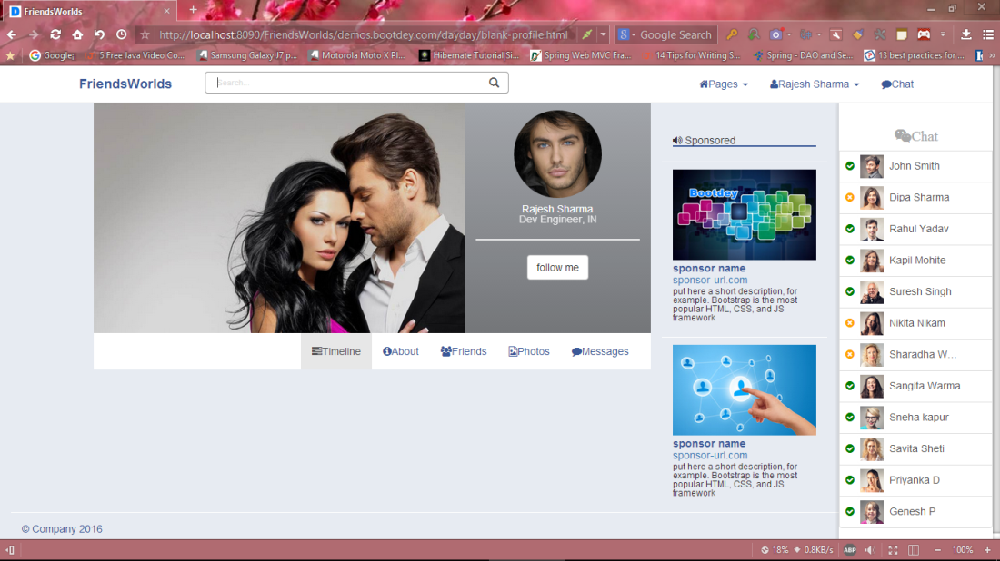 FriendsWorlds
http://localhost:8090/FriendsWorlds/demos.bootdey.com/dayday/blank-profile.html
Google Search
Google
5 Free Java Video Co...
Samsung Galaxy J7 p...
Motorola Moto X Pl...
Hibernate Tutorial|Si...
Spring Web MVC Fra...
14 Tips for Writing S...
Spring - DAO and Se...
13 best practices for ...
FriendsWorlds
Search...
Pages
Rajesh Sharma
Chat
Rajesh Sharma
Dev Engineer, IN
follow me
Timeline
About
Friends
Photos
Messages
Sponsored
Bootdey
sponsor name
sponsor-url.com
put here a short description, for
example. Bootstrap is the most
popular HTML, CSS, and JS
framework
sponsor name
sponsor-url.com
put here a short description, for
example. Bootstrap is the most
popular HTML, CSS, and JS
framework
Chat
John Smith
Dipa Sharma
Rahul Yadav
Kapil Mohite
Suresh Singh
Nikita Nikam
Sharadha W...
Sangita Warma
Sneha kapur
Savita Sheti
Priyanka D
Genesh P
© Company 2016
18%
0.8KB/s
ABP
100%